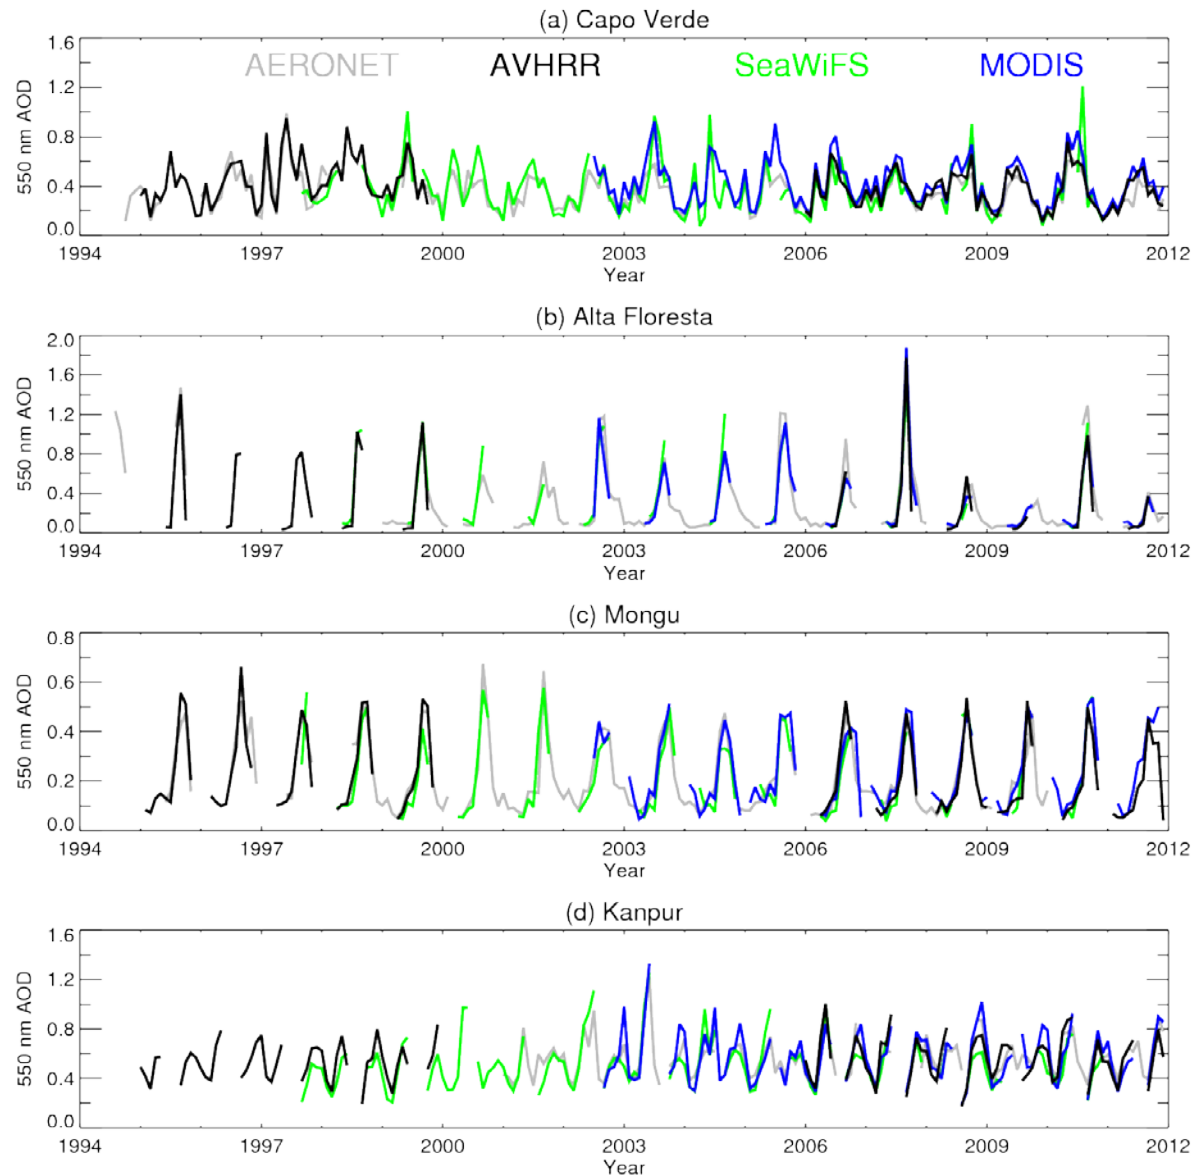 (a) Capo Verde
1.6
1.2
0.8
0.4
0.0
550 nm AOD
AERONET AVHRR SeaWiFS MODIS
1994 1997 2000 2003 2006 2009 2012
Year
(b) Alta Floresta
2.0
1.6
1.2
0.8
0.4
0.0
550 nm AOD
1994 1997 2000 2003 2006 2009 2012
Year
(c) Mongu
0.8
0.6
0.4
0.2
0.0
550 nm AOD
1994 1997 2000 2003 2006 2009 2012
Year
(d) Kanpur
1.6
1.2
0.8
0.4
0.0
550 nm AOD
1994 1997 2000 2003 2006 2009 2012
Year